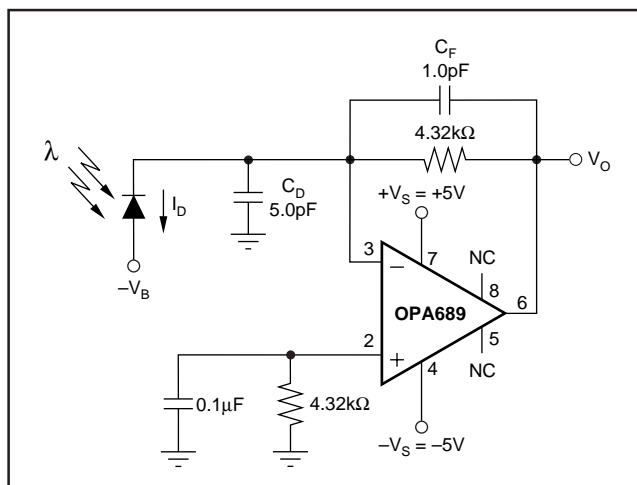 C_F
1.0pF
4.32kΩ
λ
V_O
C_D
5.0pF
+V_S = +5V
I_D
3
7
NC
−
8
–V_B
OPA689
6
2
5
+
4
NC
0.1µF
4.32kΩ
–V_S = –5V